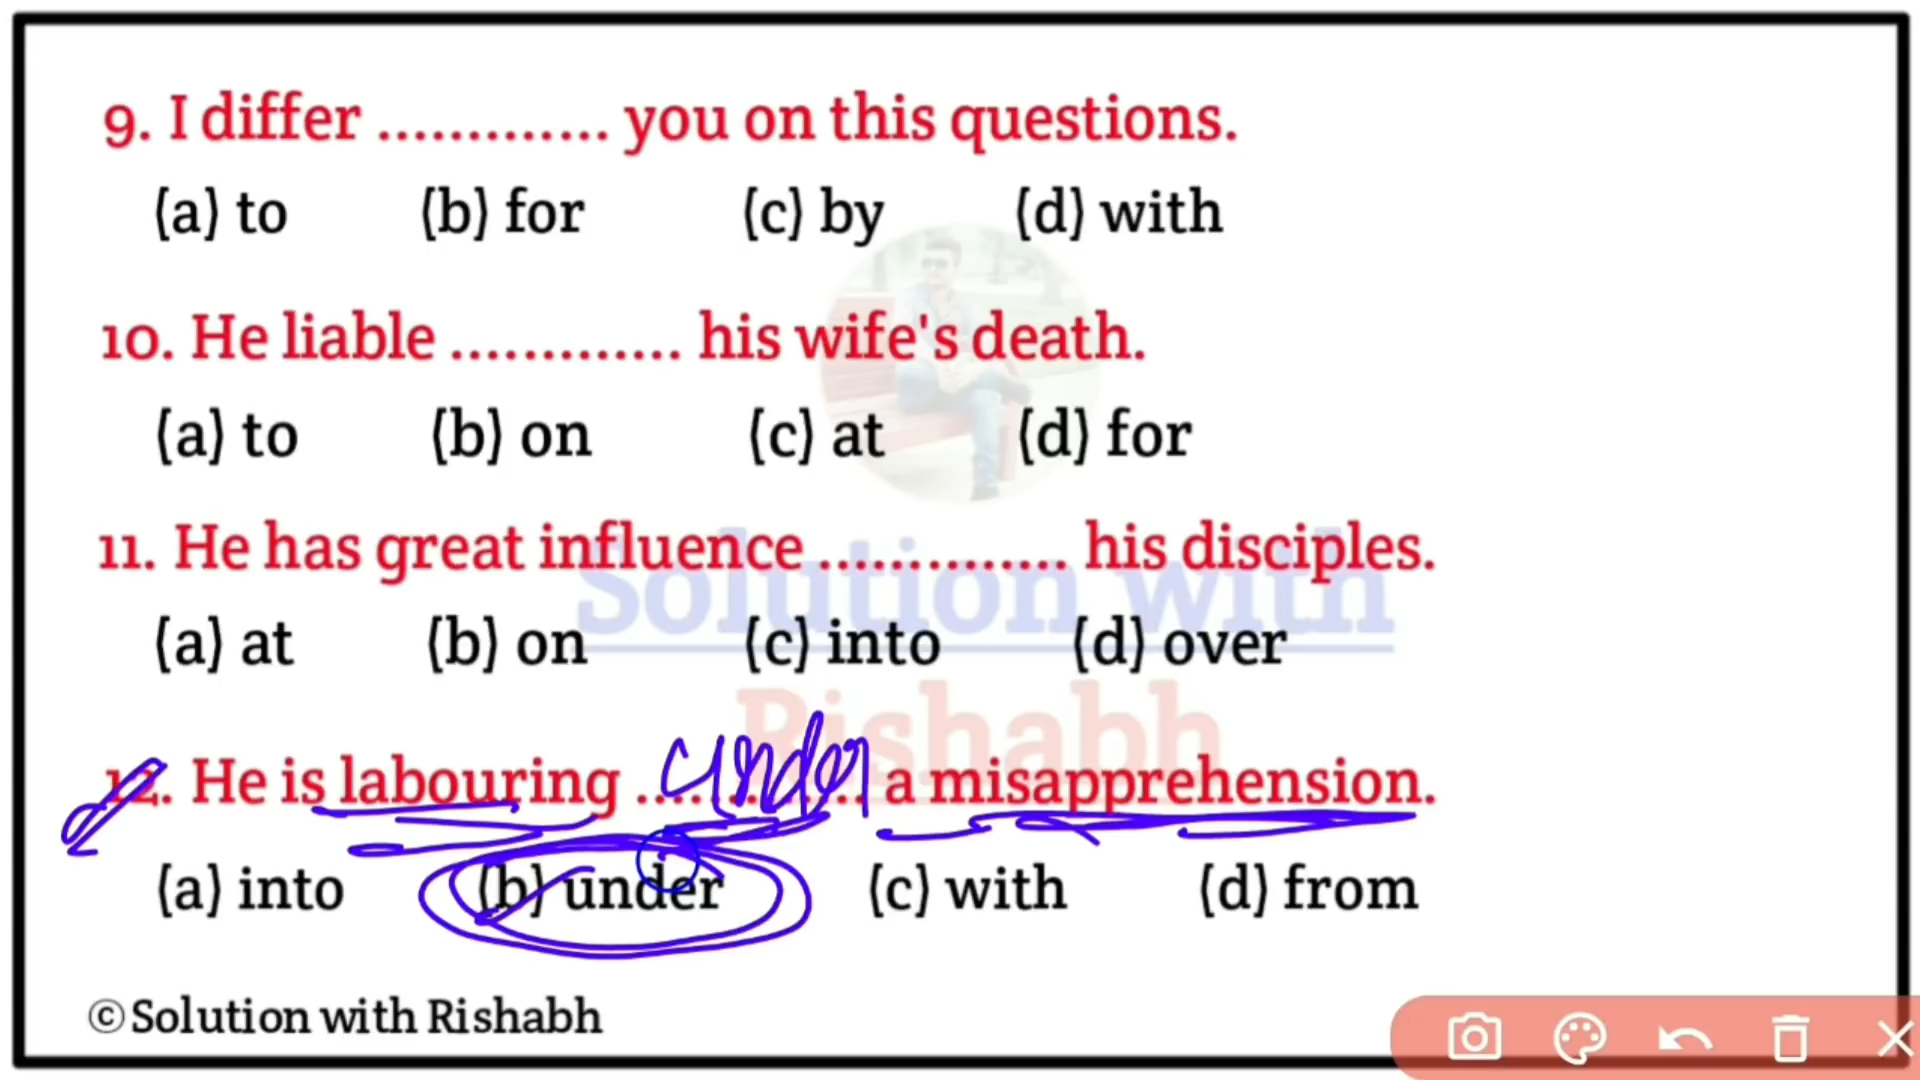 9. I differ ............. you on this questions.
(a) to (b) for (c) by (d) with
10. He liable ............. his wife's death.
(a) to (b) on (c) at (d) for
11. He has great influence .............. his disciples.
(a) at (b) on (c) into (d) over
Solution with
Rishabh
under
12. He is labouring ............. a misapprehension.
(a) into (b) under (c) with (d) from
© Solution with Rishabh